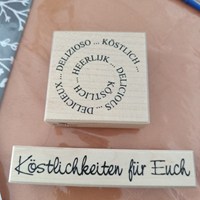 DELICIEUX ... DELIZIOSO ... KÖSTLICH ... DELICIOUS ... KÖSTLICH ... HEERLIJK ...
Köstlichkeiten für Euch